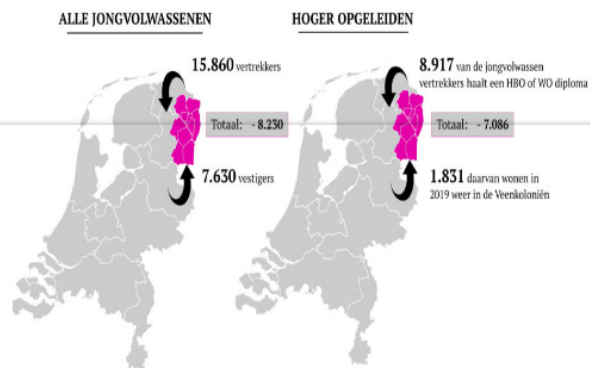 ALLE JONGVOLWASSENEN
15.860 vertrekkers
Totaal: - 8.230
7.630 vestigers
HOGER OPGELEIDEN
8.917 van de jongvolwassen
vertrekkers haalt een HBO of WO diploma
Totaal: - 7.086
1.831 daarvan wonen in
2019 weer in de Veenkoloniën